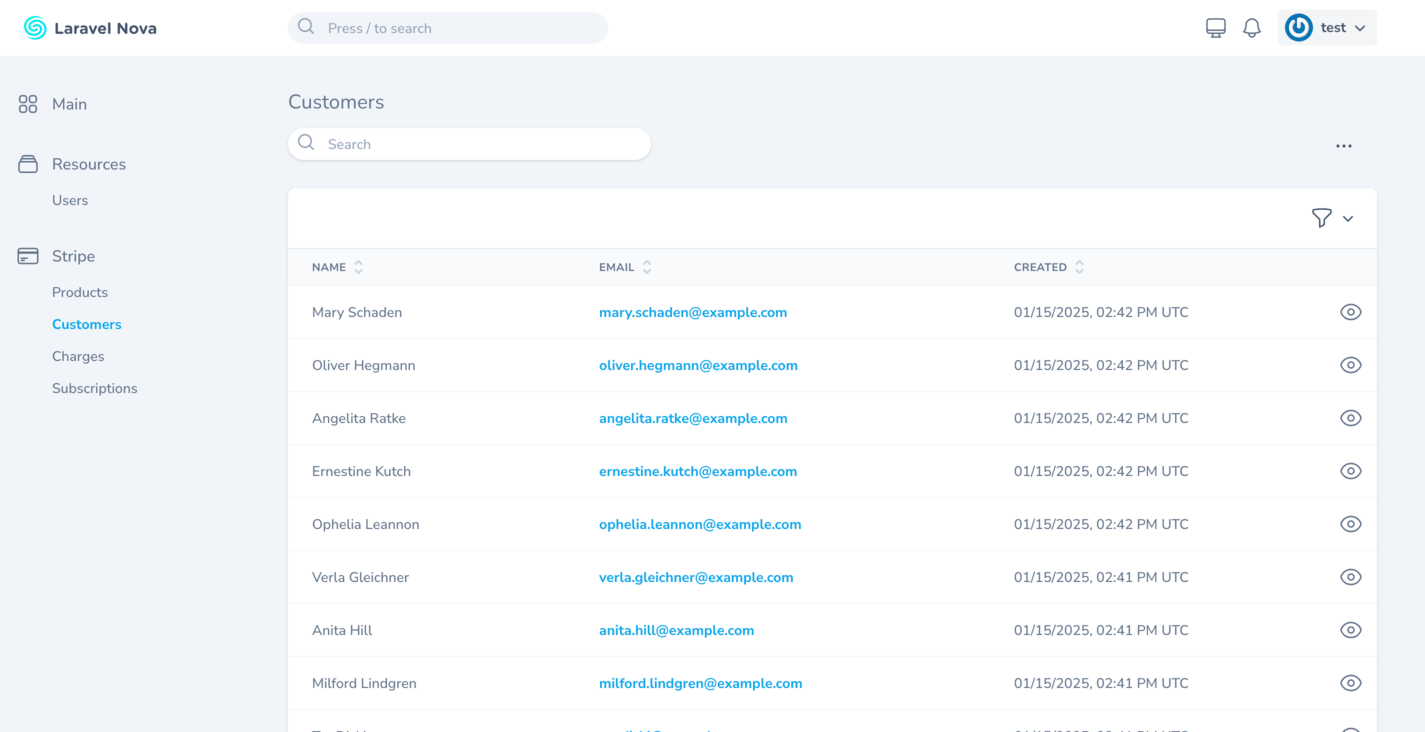 Laravel Nova
Press / to search
test
Main
Resources
Users
Stripe
Products
Customers
Charges
Subscriptions
Customers
Search
NAME EMAIL CREATED
Mary Schaden mary.schaden@example.com 01/15/2025, 02:42 PM UTC
Oliver Hegmann oliver.hegmann@example.com 01/15/2025, 02:42 PM UTC
Angelita Ratke angelita.ratke@example.com 01/15/2025, 02:42 PM UTC
Ernestine Kutch ernestine.kutch@example.com 01/15/2025, 02:42 PM UTC
Ophelia Leannon ophelia.leannon@example.com 01/15/2025, 02:42 PM UTC
Verla Gleichner verla.gleichner@example.com 01/15/2025, 02:41 PM UTC
Anita Hill anita.hill@example.com 01/15/2025, 02:41 PM UTC
Milford Lindgren milford.lindgren@example.com 01/15/2025, 02:41 PM UTC